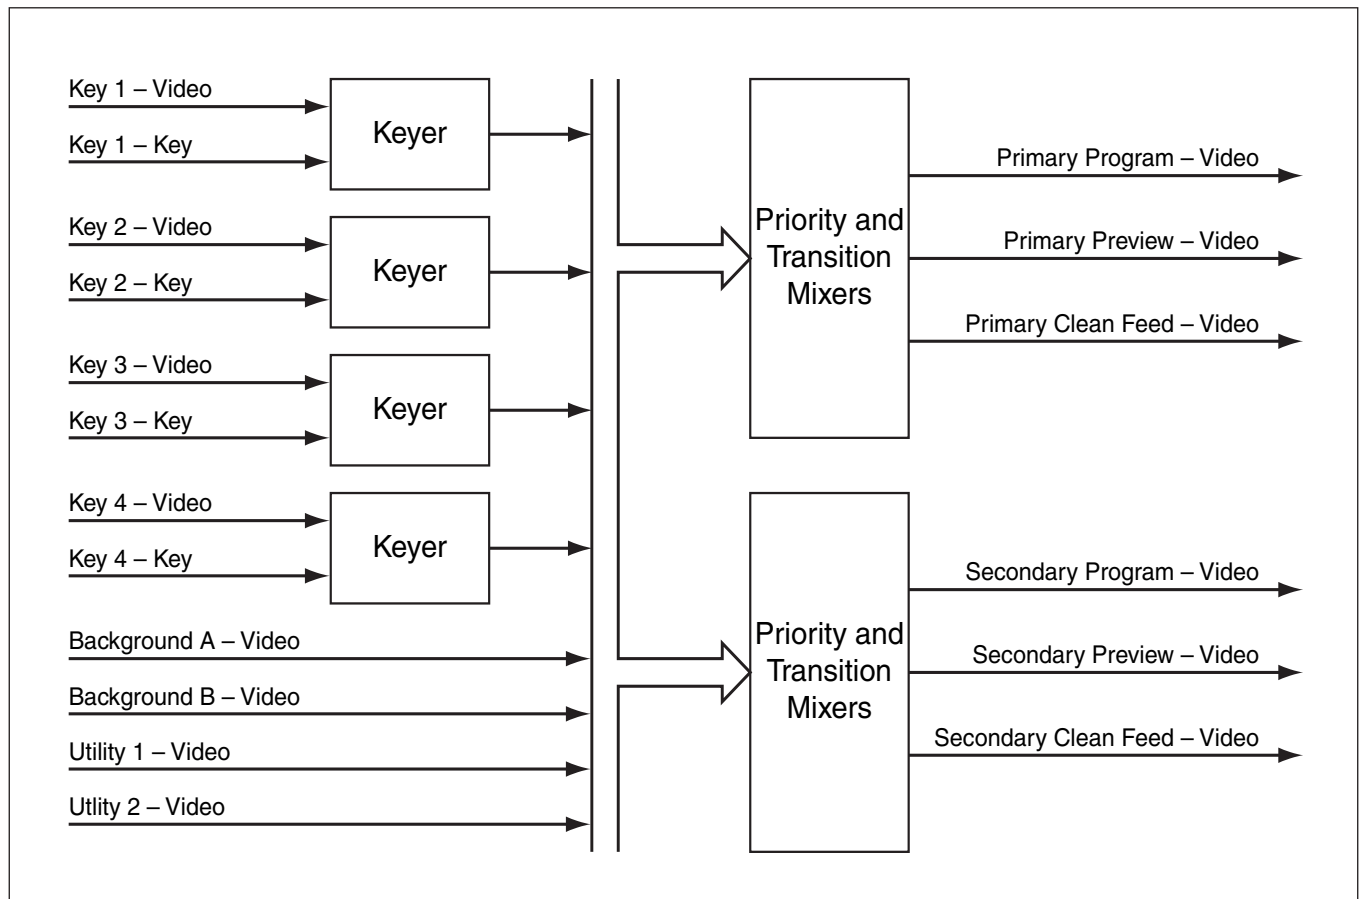 Key 1 – Video
Key 1 – Key
Keyer
Key 2 – Video
Key 2 – Key
Keyer
Key 3 – Video
Key 3 – Key
Keyer
Key 4 – Video
Key 4 – Key
Keyer
Background A – Video
Background B – Video
Utility 1 – Video
Utlity 2 – Video
Priority and
Transition
Mixers
Primary Program – Video
Primary Preview – Video
Primary Clean Feed – Video
Priority and
Transition
Mixers
Secondary Program – Video
Secondary Preview – Video
Secondary Clean Feed – Video